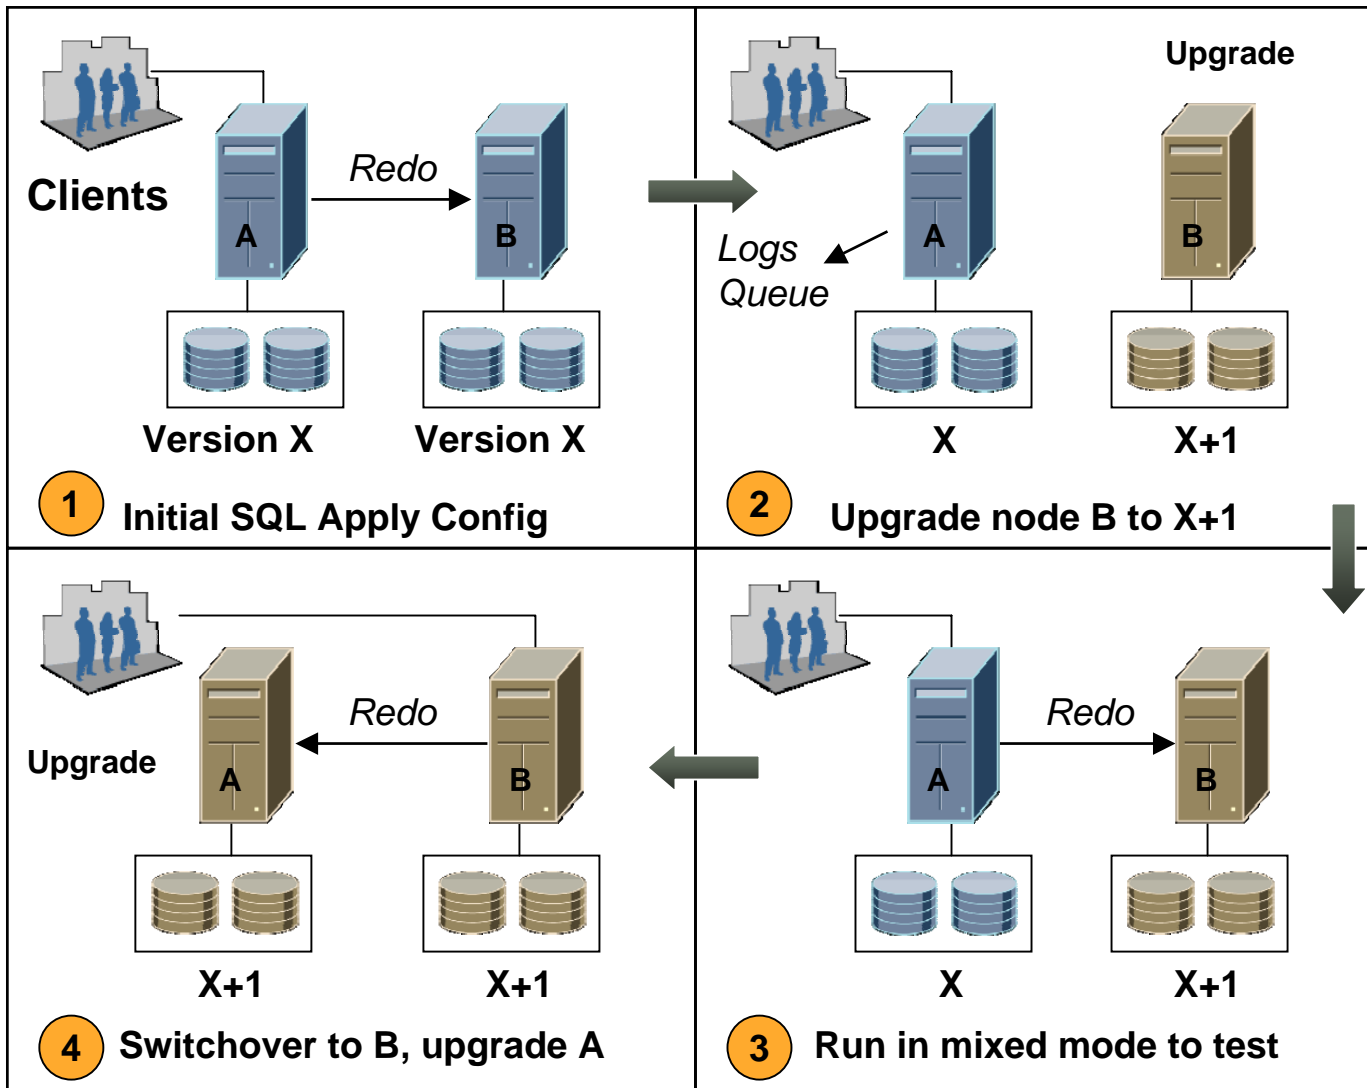 Clients
Redo
A
B
Version X
Version X
1
Initial SQL Apply Config
Upgrade
Logs
Queue
A
B
X
X+1
2
Upgrade node B to X+1
Upgrade
Redo
A
B
X+1
X+1
4
Switchover to B, upgrade A
Redo
A
B
X
X+1
3
Run in mixed mode to test